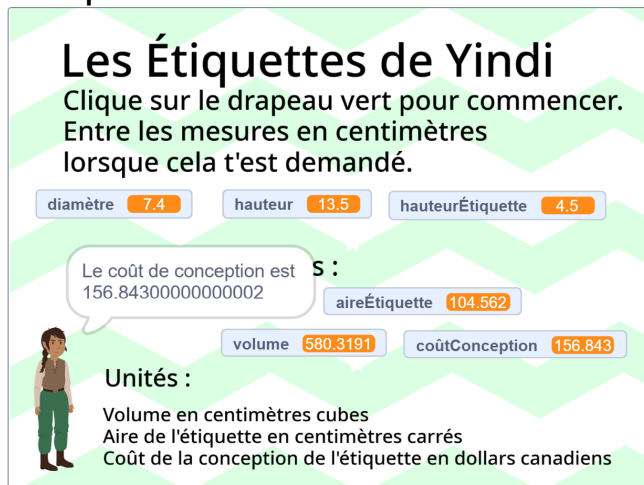 Les Étiquettes de Yindi
Clique sur le drapeau vert pour commencer.
Entre les mesures en centimètres
lorsque cela t'est demandé.
diamètre 7.4 hauteur 13.5 hauteurÉtiquette 4.5
Le coût de conception est
156.84300000000002
s :
aireÉtiquette 104.562
volume 580.3191 coûtConception 156.843
Unités :
Volume en centimètres cubes
Aire de l'étiquette en centimètres carrés
Coût de la conception de l'étiquette en dollars canadiens